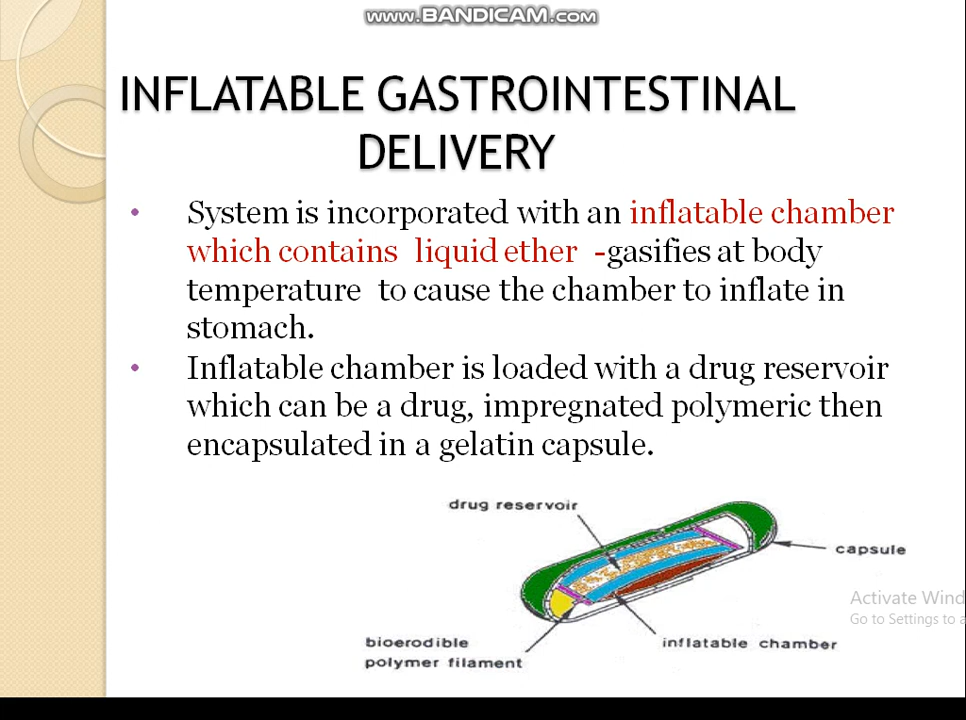 www.BANDICAM.com
INFLATABLE GASTROINTESTINAL
DELIVERY
• System is incorporated with an inflatable chamber
which contains liquid ether -gasifies at body
temperature to cause the chamber to inflate in
stomach.
• Inflatable chamber is loaded with a drug reservoir
which can be a drug, impregnated polymeric then
encapsulated in a gelatin capsule.
drug reservoir
capsule
Activate Wind
Go to Settings to a
bioerodible
polymer filament
inflatable chamber